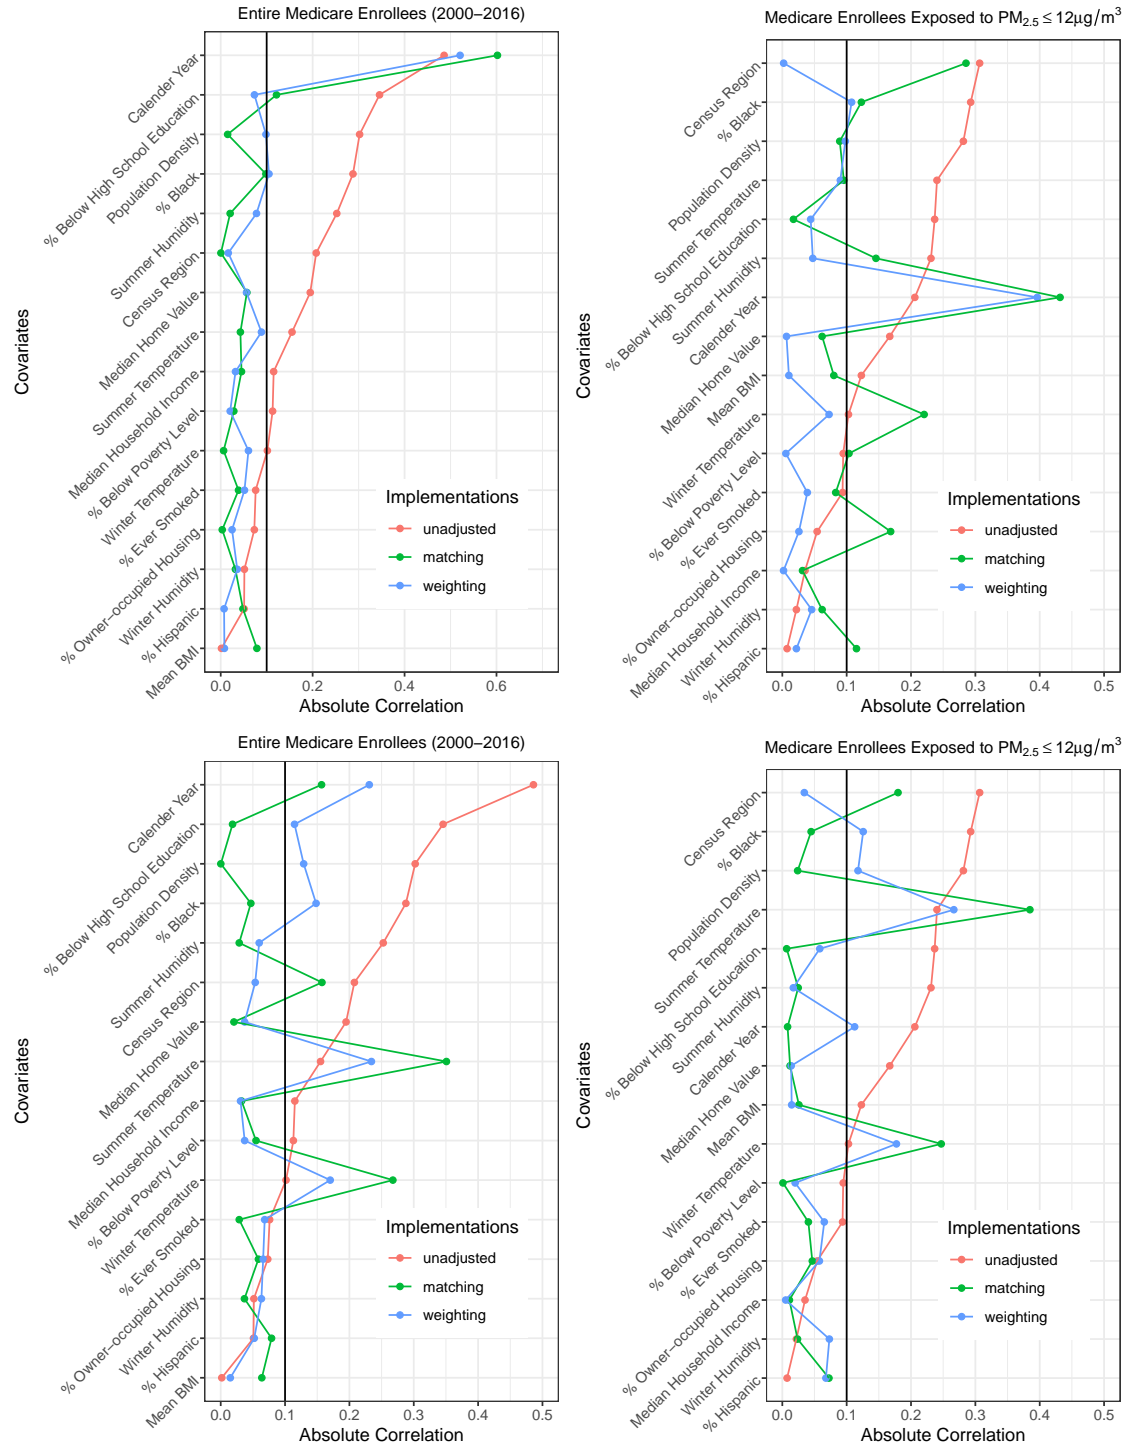 Entire Medicare Enrollees (2000−2016)
Covariates
Calender Year
% Below High School Education
Population Density
% Black
Summer Humidity
Census Region
Median Home Value
Summer Temperature
Median Household Income
% Below Poverty Level
Winter Temperature
% Ever Smoked
% Owner−occupied Housing
Winter Humidity
% Hispanic
Mean BMI
Implementations
unadjusted
matching
weighting
0.0 0.2 0.4 0.6
Absolute Correlation
Medicare Enrollees Exposed to PM2.5 ≤ 12μg/m3
Covariates
Census Region
% Black
Population Density
Summer Temperature
% Below High School Education
Summer Humidity
Calender Year
Median Home Value
Mean BMI
Winter Temperature
% Below Poverty Level
% Ever Smoked
% Owner−occupied Housing
Median Household Income
Winter Humidity
% Hispanic
Implementations
unadjusted
matching
weighting
0.0 0.1 0.2 0.3 0.4 0.5
Absolute Correlation
Entire Medicare Enrollees (2000−2016)
Covariates
Calender Year
% Below High School Education
Population Density
% Black
Summer Humidity
Census Region
Median Home Value
Summer Temperature
Median Household Income
% Below Poverty Level
Winter Temperature
% Ever Smoked
% Owner−occupied Housing
Winter Humidity
% Hispanic
Mean BMI
Implementations
unadjusted
matching
weighting
0.0 0.1 0.2 0.3 0.4 0.5
Absolute Correlation
Medicare Enrollees Exposed to PM2.5 ≤ 12μg/m3
Covariates
Census Region
% Black
Population Density
Summer Temperature
% Below High School Education
Summer Humidity
Calender Year
Median Home Value
Mean BMI
Winter Temperature
% Below Poverty Level
% Ever Smoked
% Owner−occupied Housing
Median Household Income
Winter Humidity
% Hispanic
Implementations
unadjusted
matching
weighting
0.0 0.1 0.2 0.3 0.4 0.5
Absolute Correlation